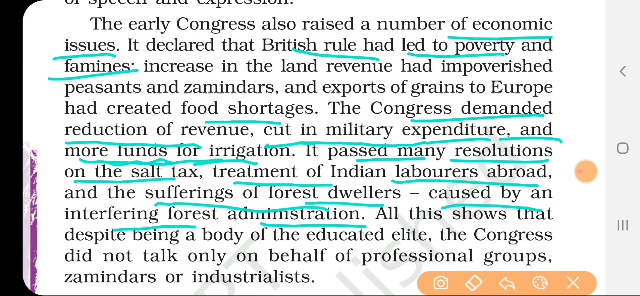 of speech and expression.
The early Congress also raised a number of economic
issues. It declared that British rule had led to poverty and
famines: increase in the land revenue had impoverished
peasants and zamindars, and exports of grains to Europe
had created food shortages. The Congress demanded
reduction of revenue, cut in military expenditure, and
more funds for irrigation. It passed many resolutions
on the salt tax, treatment of Indian labourers abroad,
and the sufferings of forest dwellers – caused by an
interfering forest administration. All this shows that
despite being a body of the educated elite, the Congress
did not talk only on behalf of professional groups,
zamindars or industrialists.